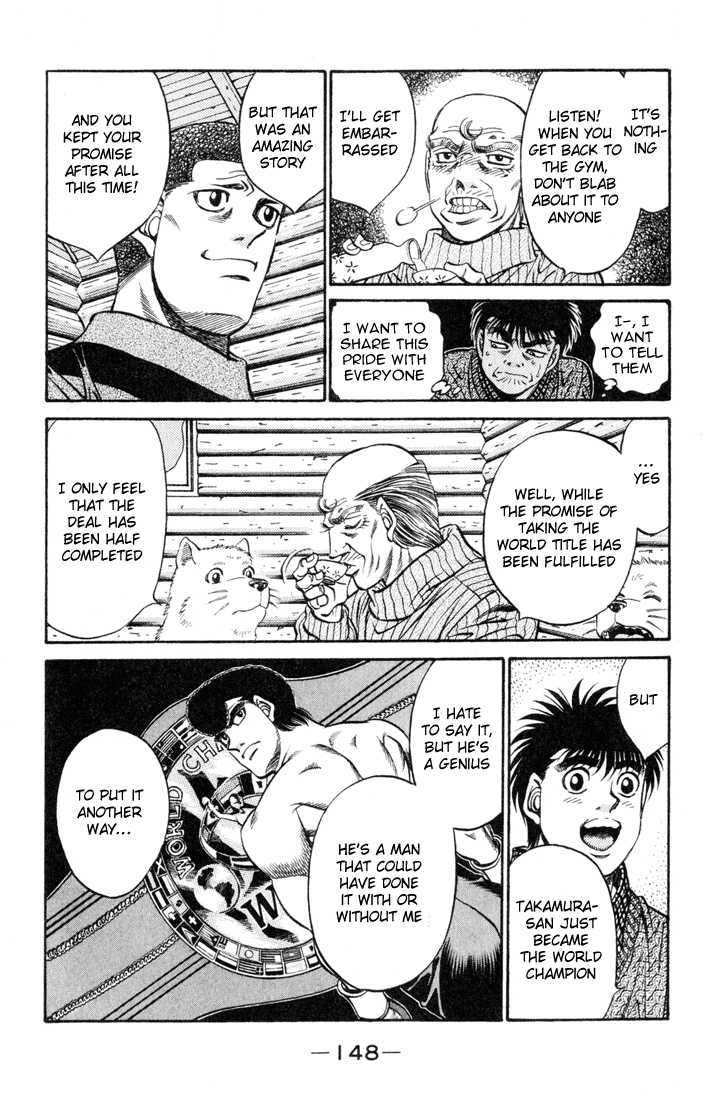 IT'S
NOTH-
ING
LISTEN!
WHEN YOU
GET BACK TO
THE GYM,
DON'T BLAB
ABOUT IT TO
ANYONE
I'LL GET
EMBAR-
RASSED
BUT THAT
WAS AN
AMAZING
STORY
AND YOU
KEPT YOUR
PROMISE
AFTER ALL
THIS TIME!
I-, I
WANT
TO TELL
THEM
I WANT TO
SHARE THIS
PRIDE WITH
EVERYONE
...
YES
WELL, WHILE
THE PROMISE OF
TAKING THE
WORLD TITLE HAS
BEEN FULFILLED
I ONLY FEEL
THAT THE
DEAL HAS
BEEN HALF
COMPLETED
BUT
TAKAMURA-
SAN JUST
BECAME
THE WORLD
CHAMPION
I HATE
TO SAY IT,
BUT HE'S
A GENIUS
HE'S A MAN
THAT COULD
HAVE DONE
IT WITH OR
WITHOUT ME
TO PUT IT
ANOTHER
WAY...
WORLD CHA
W
—148—